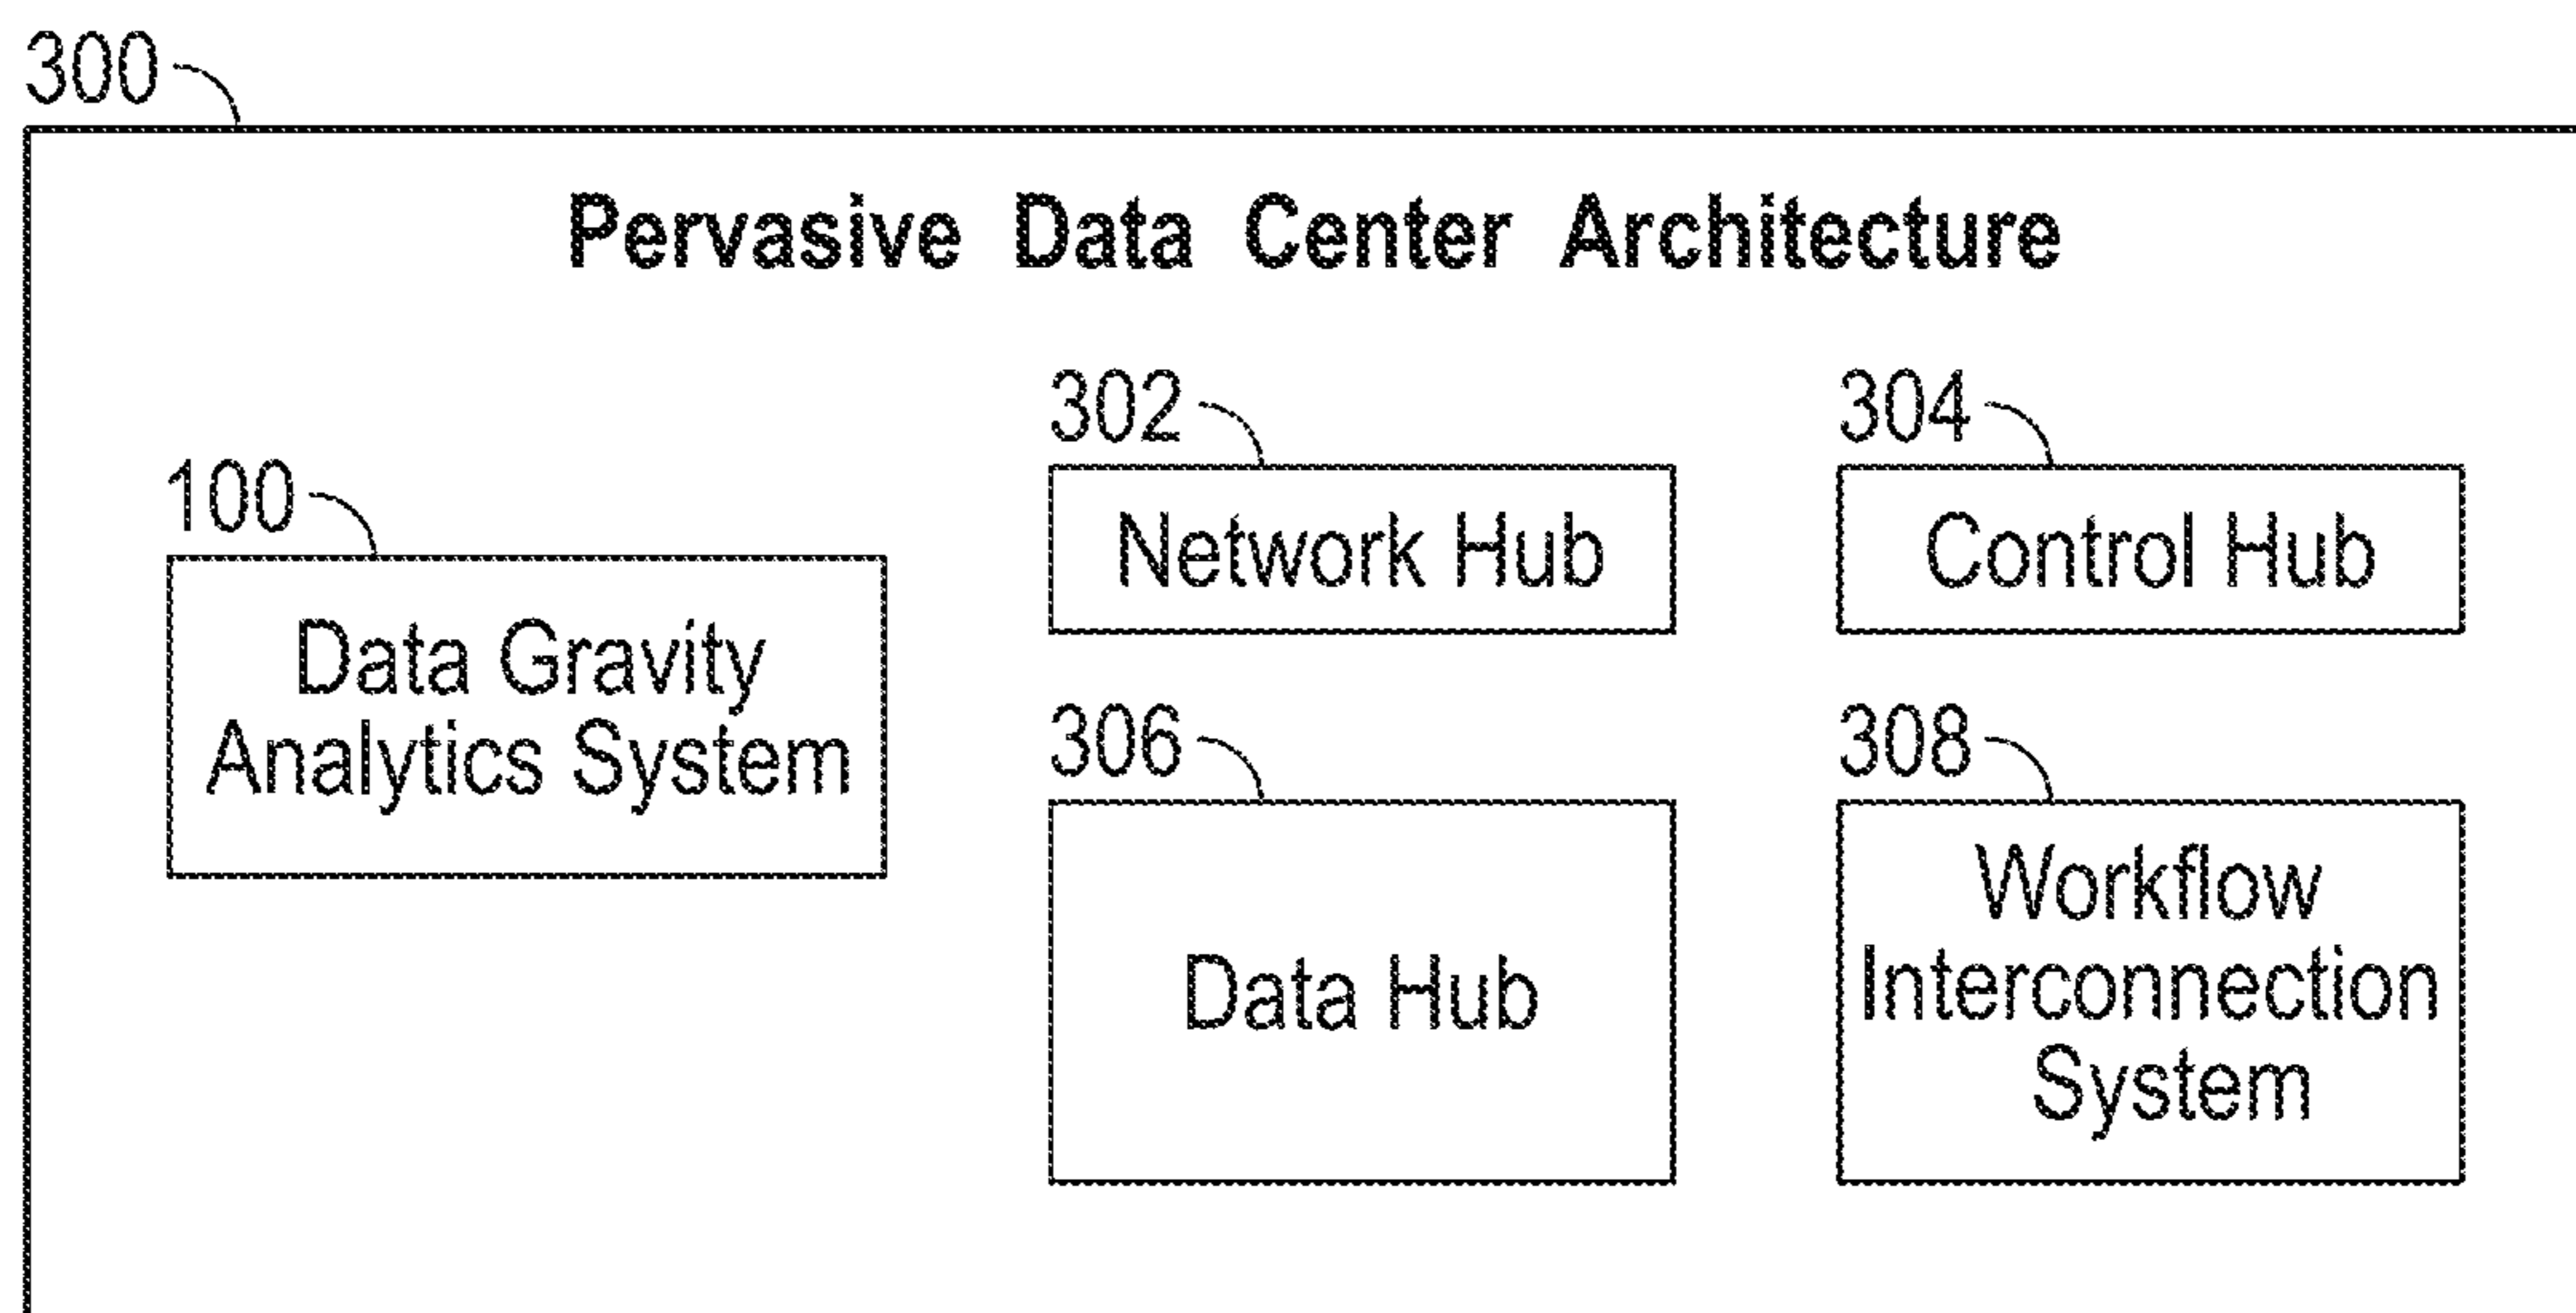 300
Pervasive Data Center Architecture
302
304
100
Network Hub
Control Hub
Data Gravity
Analytics System
306
308
Data Hub
Workflow
Interconnection
System